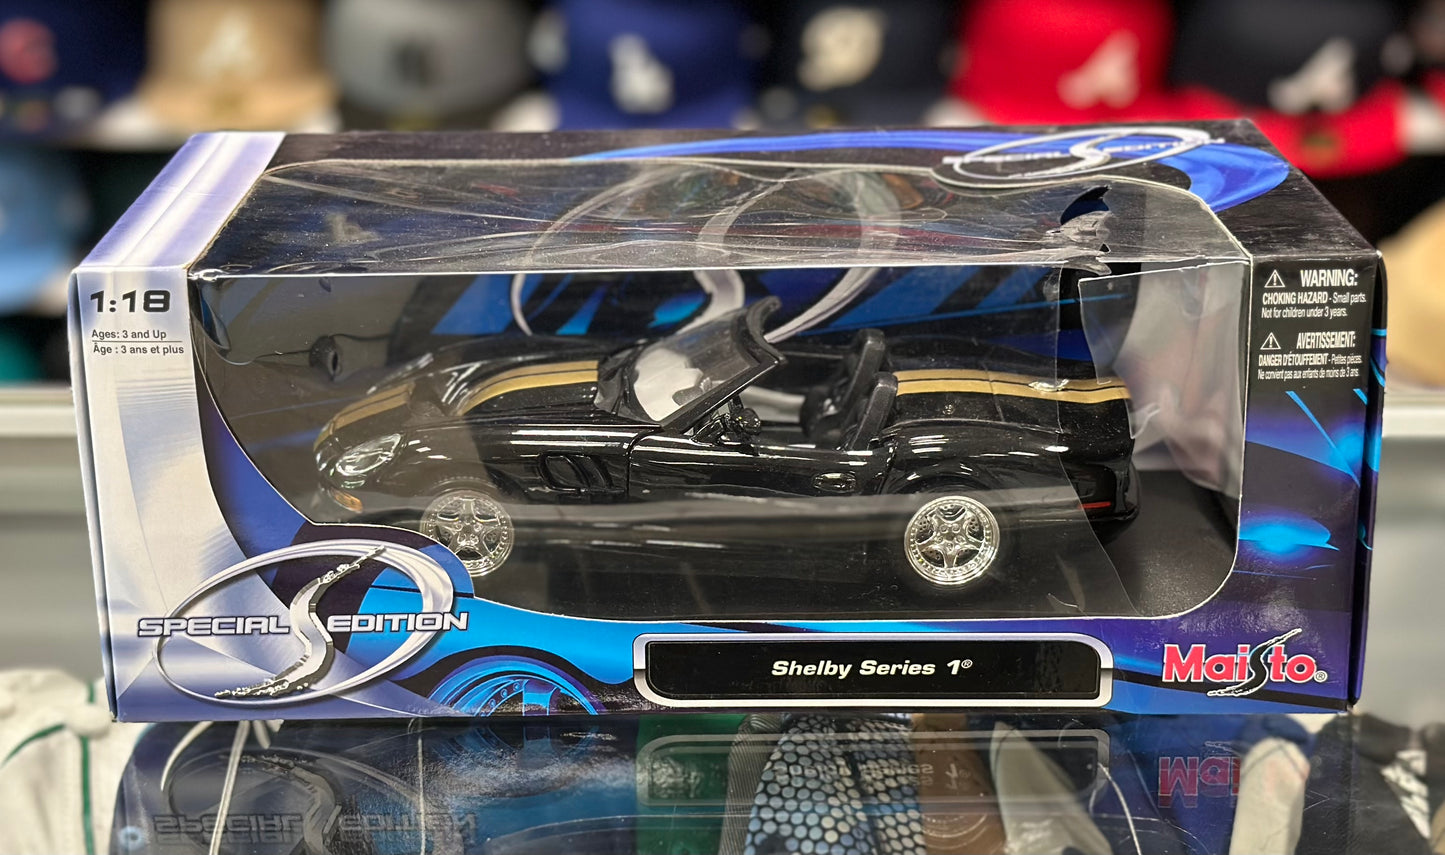 SPECIAL EDITION
1:18
Ages: 3 and Up
Âge : 3 ans et plus
WARNING:
CHOKING HAZARD - Small parts.
Not for children under 3 years.
AVERTISSEMENT:
DANGER D'ÉTOUFFEMENT - Petites pièces.
Ne convient pas aux enfants de moins de 3 ans.
SPECIAL EDITION
Shelby Series 1®
Maisto®